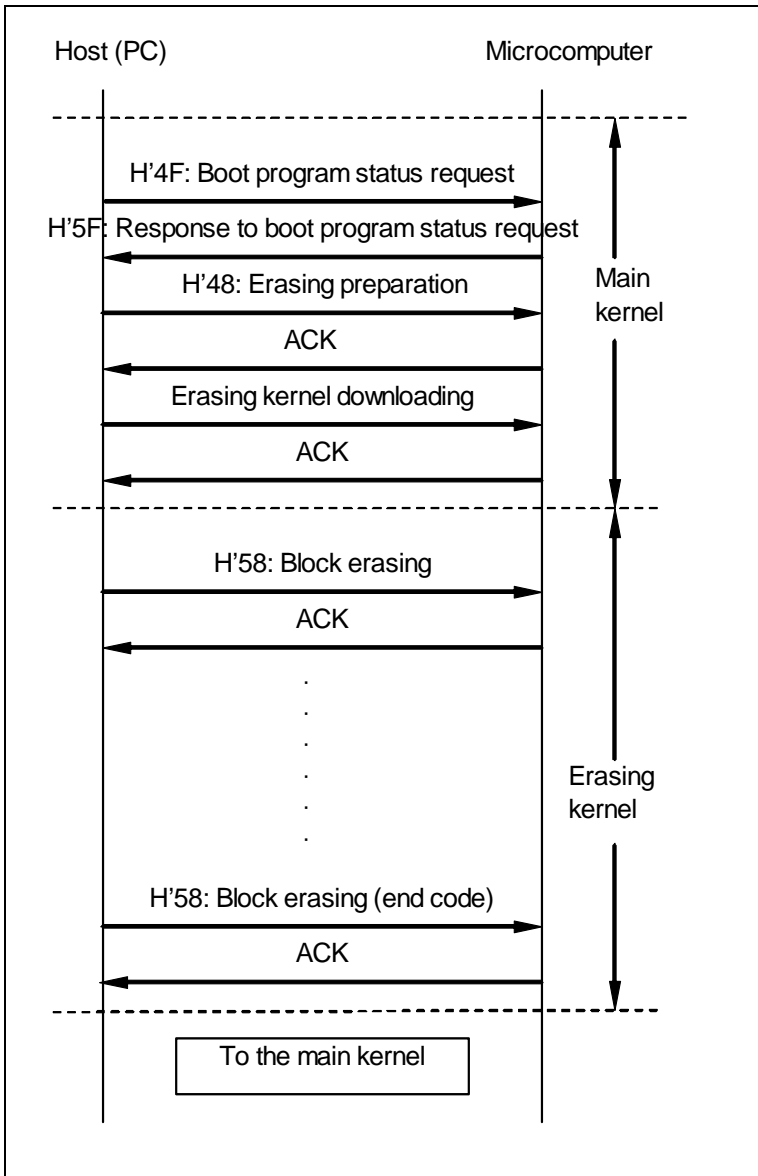 Host (PC)
Microcomputer
H’4F: Boot program status request
H’5F: Response to boot program status request
H’48: Erasing preparation
ACK
Erasing kernel downloading
ACK
Main
kernel
H’58: Block erasing
ACK
.
.
.
.
.
.
Erasing
kernel
H’58: Block erasing (end code)
ACK
To the main kernel